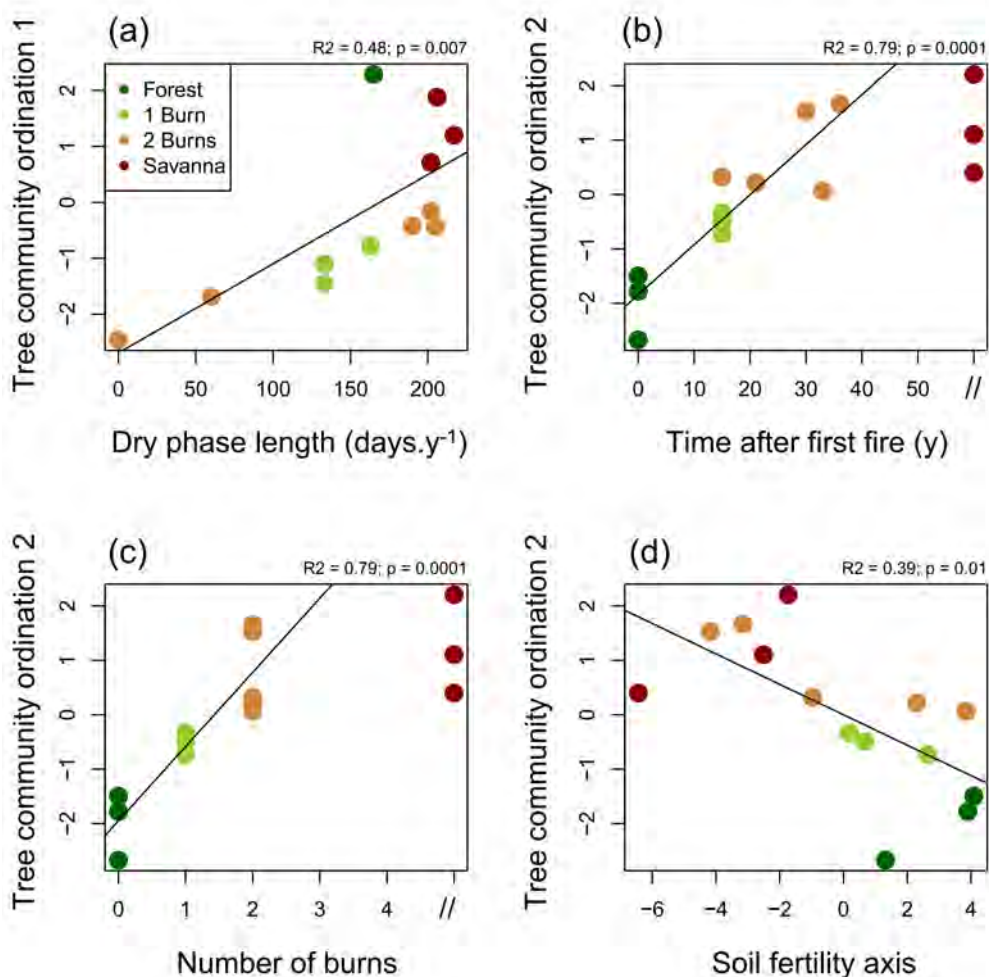 (a)
R2 = 0.48; p = 0.007
Tree community ordination 1
2
1
0
−1
−2
Forest
1 Burn
2 Burns
Savanna
0 50 100 150 200
Dry phase length (days.y-1)
(b)
R2 = 0.79; p = 0.0001
Tree community ordination 2
2
1
0
−1
−2
0 10 20 30 40 50 //
Time after first fire (y)
(c)
R2 = 0.79; p = 0.0001
Tree community ordination 2
2
1
0
−1
−2
0 1 2 3 4 //
Number of burns
(d)
R2 = 0.39; p = 0.01
Tree community ordination 2
2
1
0
−1
−2
−6 −4 −2 0 2 4
Soil fertility axis